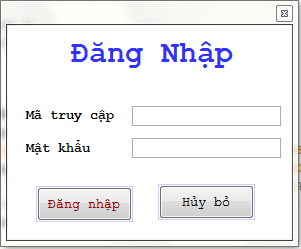 Đăng Nhập
Mã truy cập
Mật khẩu
Đăng nhập
Hủy bỏ